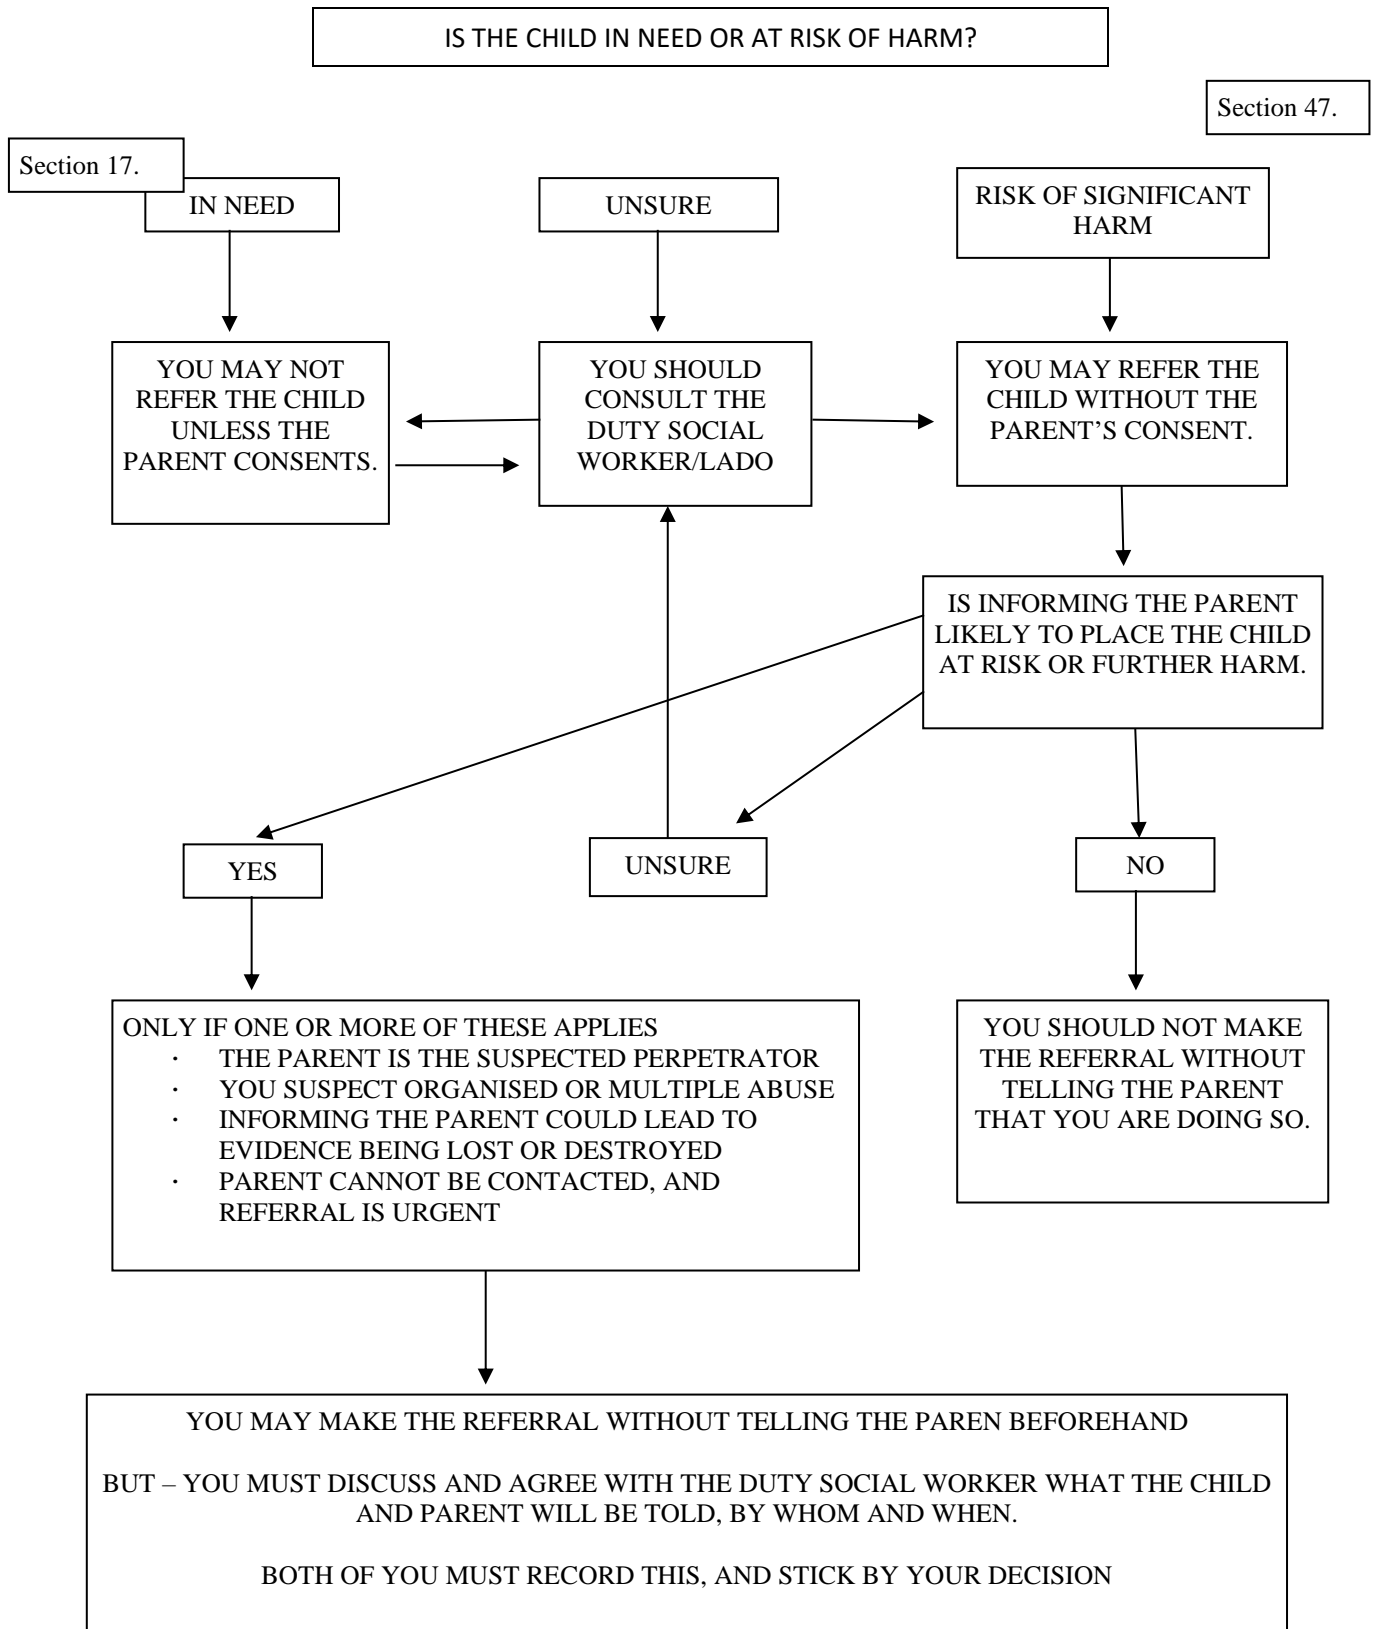 IS THE CHILD IN NEED OR AT RISK OF HARM?
Section 47.
Section 17.
IN NEED
UNSURE
RISK OF SIGNIFICANT
HARM
YOU MAY NOT
REFER THE CHILD
UNLESS THE
PARENT CONSENTS.
YOU SHOULD
CONSULT THE
DUTY SOCIAL
WORKER/LADO
YOU MAY REFER THE
CHILD WITHOUT THE
PARENT’S CONSENT.
IS INFORMING THE PARENT
LIKELY TO PLACE THE CHILD
AT RISK OR FURTHER HARM.
YES
UNSURE
NO
ONLY IF ONE OR MORE OF THESE APPLIES
· THE PARENT IS THE SUSPECTED PERPETRATOR
· YOU SUSPECT ORGANISED OR MULTIPLE ABUSE
· INFORMING THE PARENT COULD LEAD TO
EVIDENCE BEING LOST OR DESTROYED
· PARENT CANNOT BE CONTACTED, AND
REFERRAL IS URGENT
YOU SHOULD NOT MAKE
THE REFERRAL WITHOUT
TELLING THE PARENT
THAT YOU ARE DOING SO.
YOU MAY MAKE THE REFERRAL WITHOUT TELLING THE PAREN BEFOREHAND
BUT – YOU MUST DISCUSS AND AGREE WITH THE DUTY SOCIAL WORKER WHAT THE CHILD
AND PARENT WILL BE TOLD, BY WHOM AND WHEN.
BOTH OF YOU MUST RECORD THIS, AND STICK BY YOUR DECISION